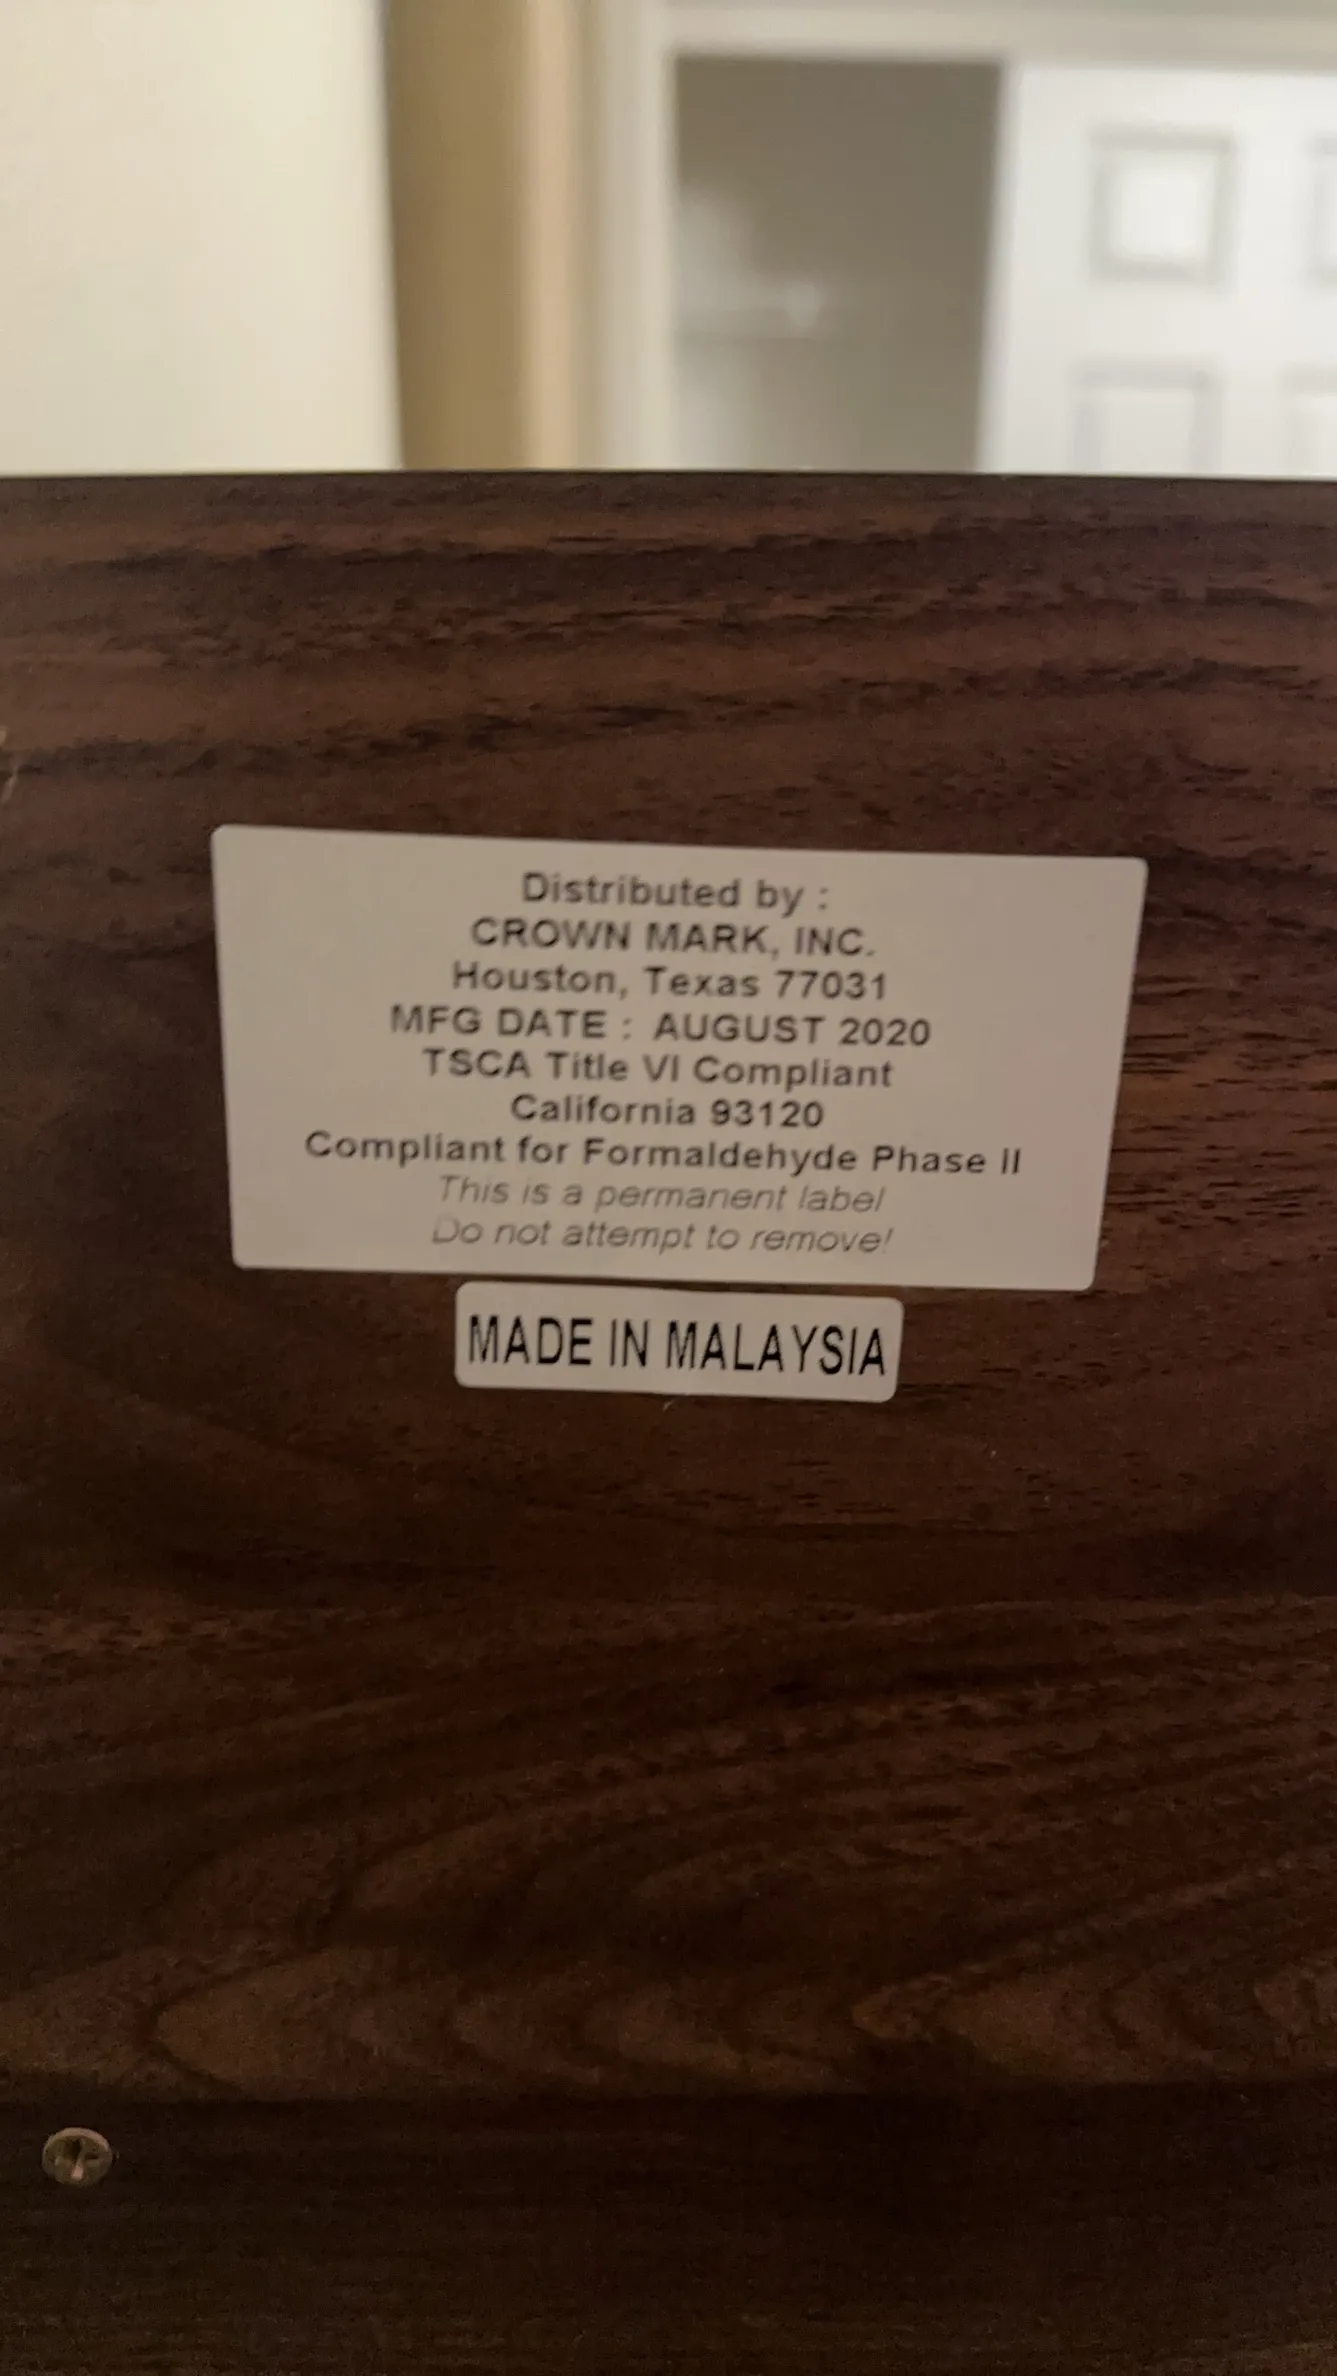 Distributed by :
CROWN MARK, INC.
Houston, Texas 77031
MFG DATE : AUGUST 2020
TSCA Title VI Compliant
California 93120
Compliant for Formaldehyde Phase II
This is a permanent label
Do not attempt to remove!
MADE IN MALAYSIA